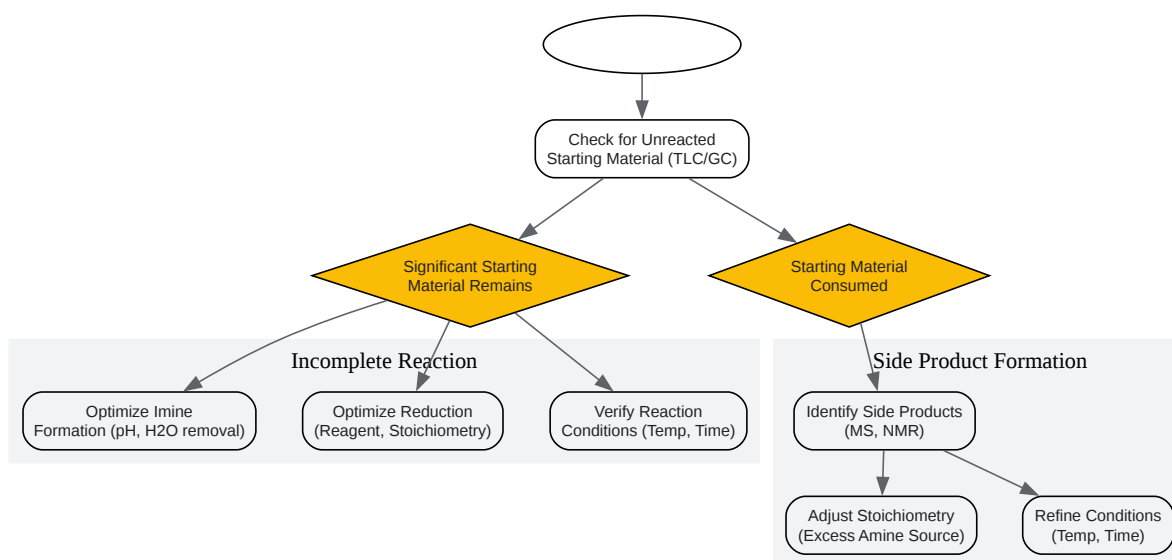 Check for Unreacted
Starting Material (TLC/GC)
Significant Starting
Material Remains
Starting Material
Consumed
Incomplete Reaction
Side Product Formation
Optimize Imine
Formation (pH, H2O removal)
Optimize Reduction
(Reagent, Stoichiometry)
Verify Reaction
Conditions (Temp, Time)
Identify Side Products
(MS, NMR)
Adjust Stoichiometry
(Excess Amine Source)
Refine Conditions
(Temp, Time)